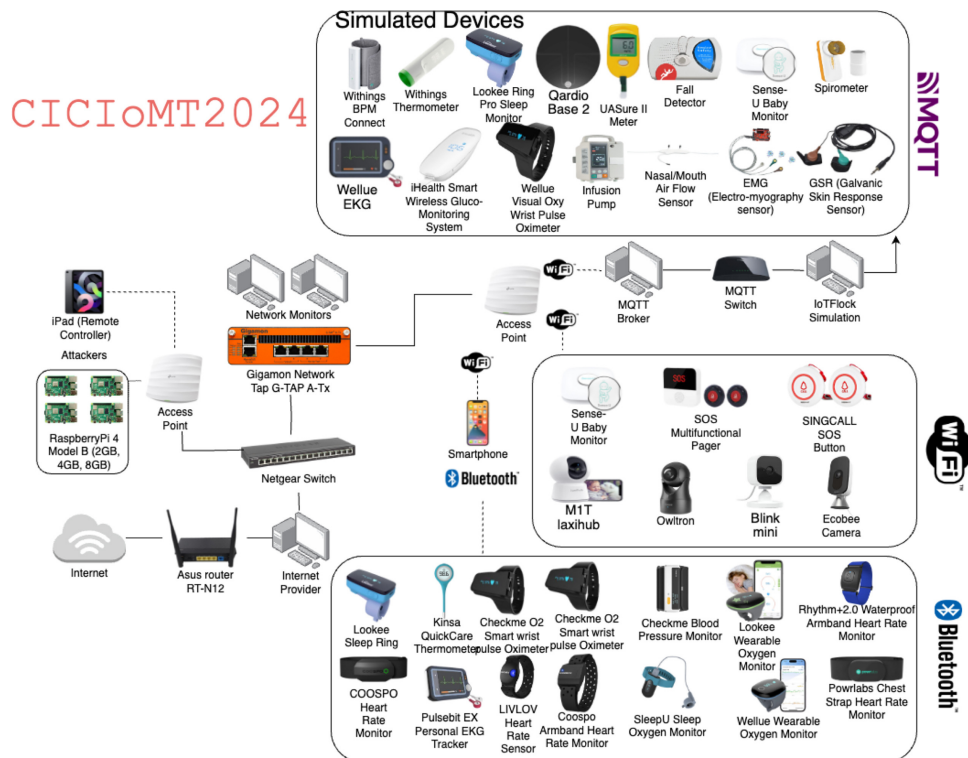 Simulated Devices
CICIoMT2024
Withings
BPM
Connect
Withings
Thermometer
Lookee Ring
Pro Sleep
Monitor
Qardio
Base 2
UASure II
Meter
Fall
Detector
Sense-
U Baby
Monitor
Spirometer
MQTT
Wellue
EKG
iHealth Smart
Wireless Gluco-
Monitoring
System
Wellue
Visual Oxy
Wrist Pulse
Oximeter
Infusion
Pump
Nasal/Mouth
Air Flow
Sensor
EMG
(Electro-myography
sensor)
GSR (Galvanic
Skin Response
Sensor)
iPad (Remote
Controller)
Network Monitors
Gigamon
Gigamon Network
Tap G-TAP A-Tx
Access
Point
WiFi
WiFi
MQTT
Broker
MQTT
Switch
IoTFlock
Simulation
Attackers
RaspberryPi 4
Model B (2GB,
4GB, 8GB)
Access
Point
Netgear Switch
WiFi
Smartphone
Bluetooth
Sense-
U Baby
Monitor
SOS
SOS
Multifunctional
Pager
SINGCALL
SOS
Button
M1T
laxihub
Owltron
Blink
mini
Ecobee
Camera
WiFi
Internet
Asus router
RT-N12
Internet
Provider
Lookee
Sleep Ring
Kinsa
QuickCare
Thermometer
Checkme O2
Smart wrist
pulse Oximeter
Checkme O2
Smart wrist
pulse Oximeter
Checkme Blood
Pressure Monitor
Lookee
Wearable
Oxygen
Monitor
Rhythm+2.0 Waterproof
Armband Heart Rate
Monitor
COOSPO
Heart
Rate
Monitor
Pulsebit EX
Personal EKG
Tracker
LIVLOV
Heart
Rate
Sensor
Coospo
Armband Heart
Rate Monitor
SleepU Sleep
Oxygen Monitor
Wellue Wearable
Oxygen Monitor
Powrlabs Chest
Strap Heart Rate
Monitor
Bluetooth